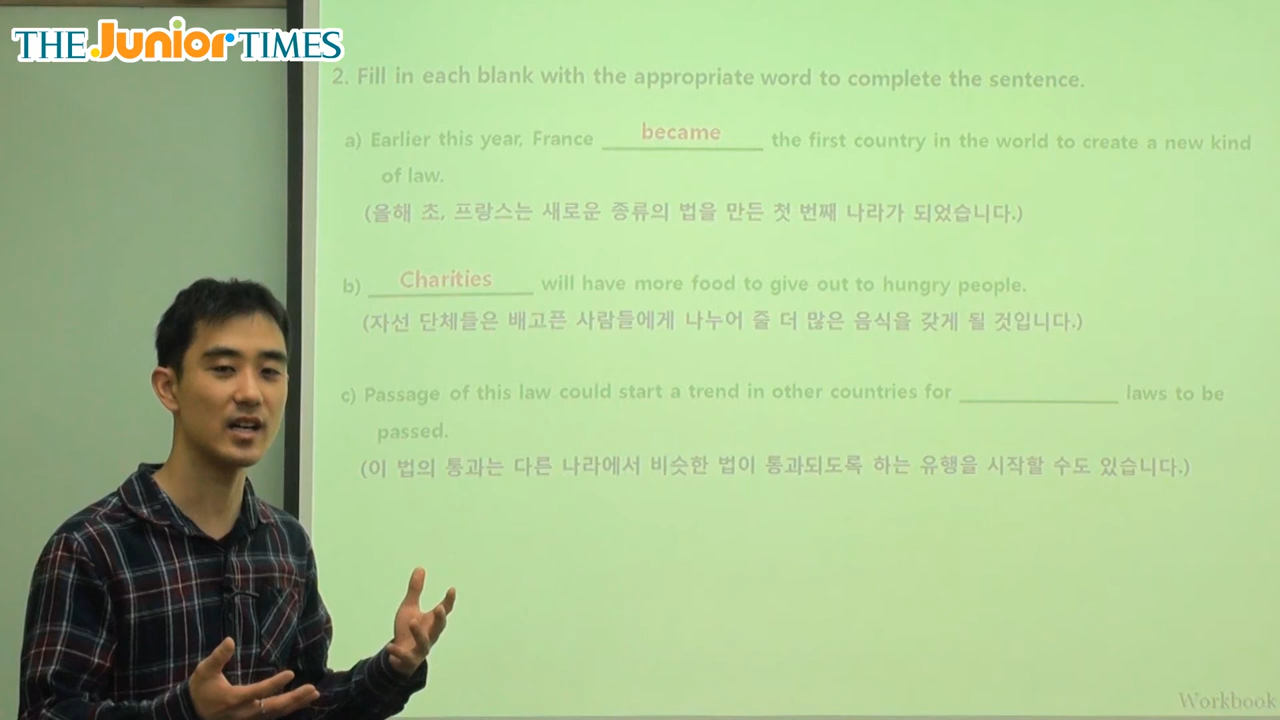 THE Junior TIMES
2. Fill in each blank with the appropriate word to complete the sentence.
a) Earlier this year, France became the first country in the world to create a new kind
of law.
(올해 초, 프랑스는 새로운 종류의 법을 만든 첫 번째 나라가 되었습니다.)
b) Charities will have more food to give out to hungry people.
(자선 단체들은 배고픈 사람들에게 나누어 줄 더 많은 음식을 갖게 될 것입니다.)
c) Passage of this law could start a trend in other countries for ____________ laws to be
passed.
(이 법의 통과는 다른 나라에서 비슷한 법이 통과되도록 하는 유행을 시작할 수도 있습니다.)
Workbook